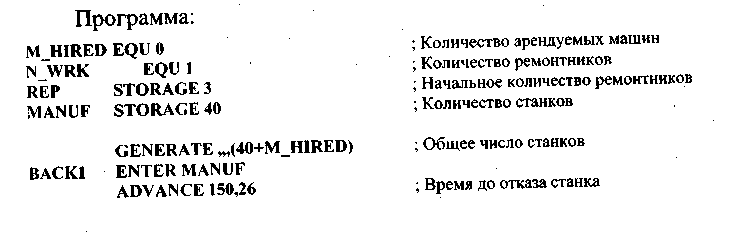 Программа:
M_HIRED EQU 0 ; Количество арендуемых машин
N_WRK EQU 1 ; Количество ремонтников
REP STORAGE 3 ; Начальное количество ремонтников
MANUF STORAGE 40 ; Количество станков
GENERATE ,,,(40+M_HIRED) ; Общее число станков
BACK1 ENTER MANUF
ADVANCE 150,26 ; Время до отказа станка